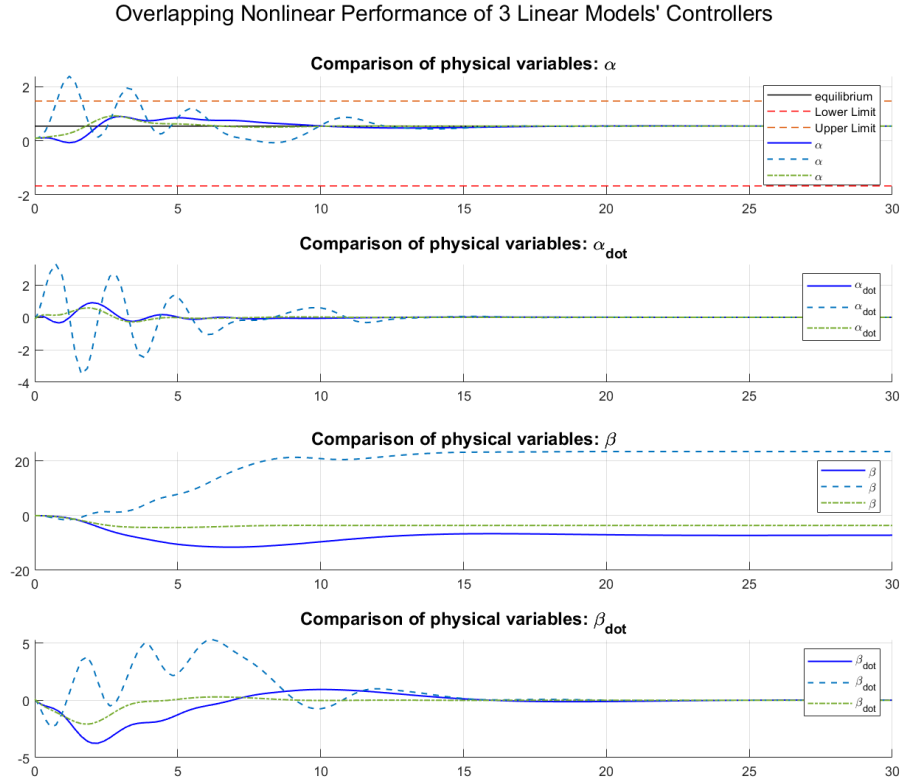 Overlapping Nonlinear Performance of 3 Linear Models' Controllers
Comparison of physical variables: α
2
0
-2
0 5 10 15 20 25 30
equilibrium
Lower Limit
Upper Limit
α
α
α
Comparison of physical variables: α_dot
2
0
-2
-4
0 5 10 15 20 25 30
α_dot
α_dot
α_dot
Comparison of physical variables: β
20
0
-20
0 5 10 15 20 25 30
β
β
β
Comparison of physical variables: β_dot
5
0
-5
0 5 10 15 20 25 30
β_dot
β_dot
β_dot